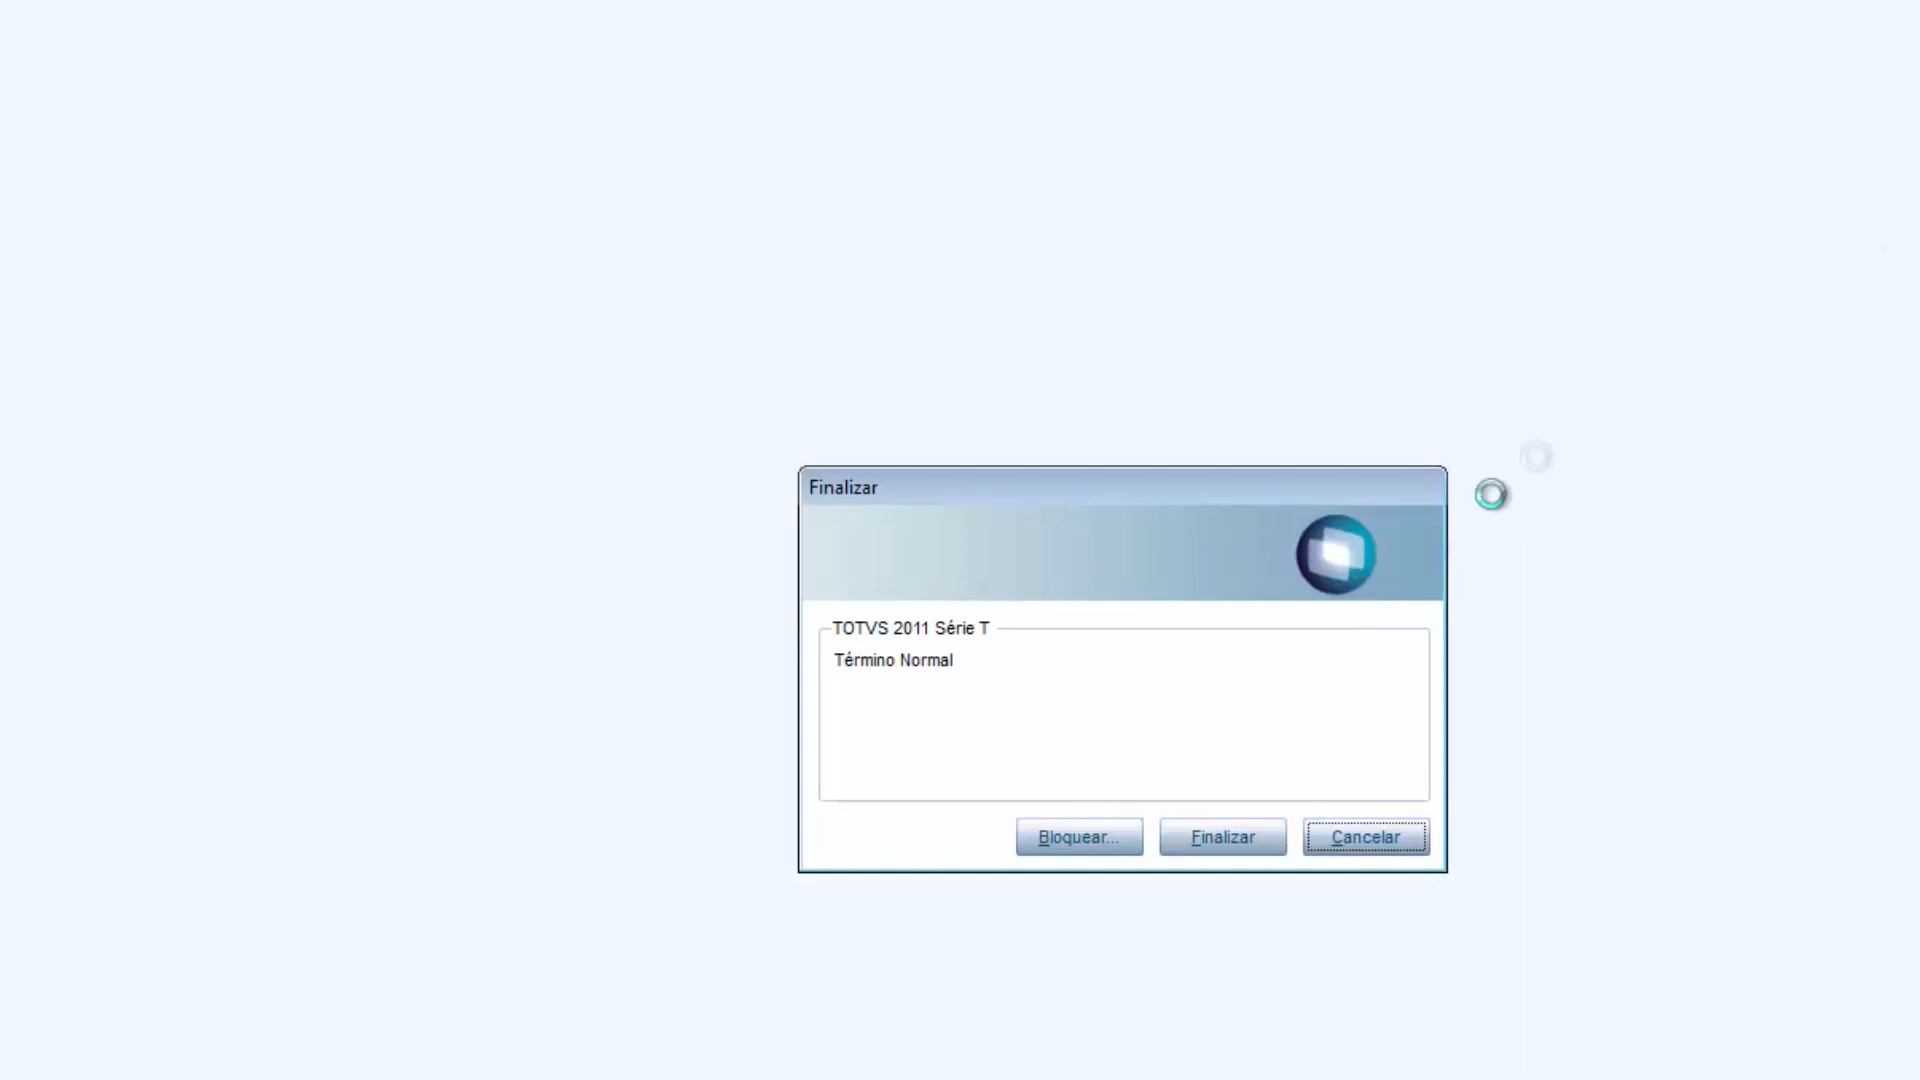 Finalizar
TOTVS 2011 Série T
Término Normal
Bloquear... Finalizar Cancelar